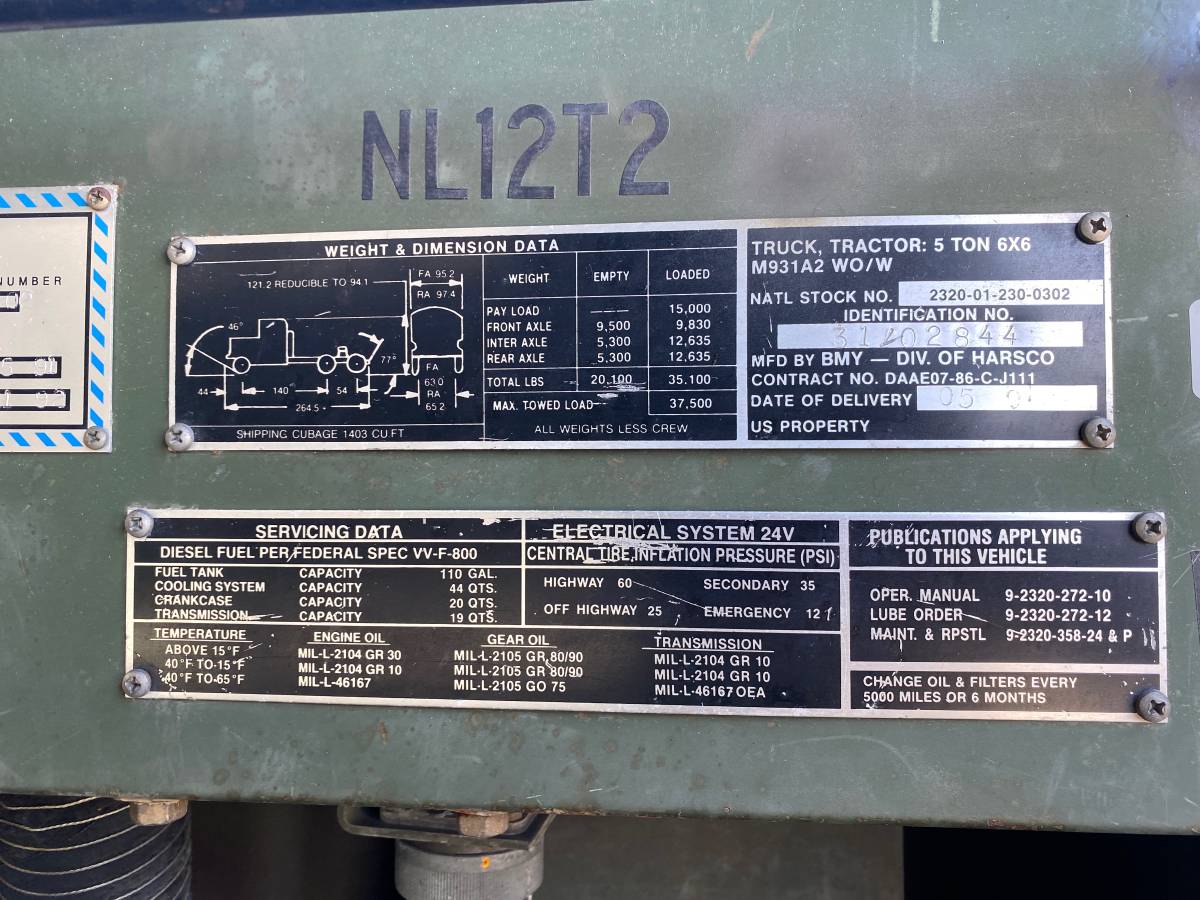 NL12T2
NUMBER
WEIGHT & DIMENSION DATA
121.2 REDUCIBLE TO 94.1
FA 95.2
RA 97.4
46°
77°
44
140
54
264.5
FA
63.0
RA
65.2
SHIPPING CUBAGE 1403 CU.FT
WEIGHT EMPTY LOADED
PAY LOAD 15,000
FRONT AXLE 9,500 9,830
INTER AXLE 5,300 12,635
REAR AXLE 5,300 12,635
TOTAL LBS 20,100 35,100
MAX. TOWED LOAD 37,500
ALL WEIGHTS LESS CREW
TRUCK, TRACTOR: 5 TON 6X6
M931A2 WO/W
NATL STOCK NO. 2320-01-230-0302
IDENTIFICATION NO.
MFD BY BMY — DIV. OF HARSCO
CONTRACT NO. DAAE07-86-C-J111
DATE OF DELIVERY 05
US PROPERTY
SERVICING DATA
DIESEL FUEL PER FEDERAL SPEC VV-F-800
FUEL TANK CAPACITY 110 GAL.
COOLING SYSTEM CAPACITY 44 QTS.
CRANKCASE CAPACITY 20 QTS.
TRANSMISSION CAPACITY 19 QTS.
ELECTRICAL SYSTEM 24V
CENTRAL TIRE INFLATION PRESSURE (PSI)
HIGHWAY 60 SECONDARY 35
OFF HIGHWAY 25 EMERGENCY 12
TEMPERATURE ENGINE OIL GEAR OIL TRANSMISSION
ABOVE 15°F MIL-L-2104 GR 30 MIL-L-2105 GR 80/90 MIL-L-2104 GR 10
40°F TO-15°F MIL-L-2104 GR 10 MIL-L-2105 GR 80/90 MIL-L-2104 GR 10
40°F TO-65°F MIL-L-46167 MIL-L-2105 GO 75 MIL-L-46167 OEA
PUBLICATIONS APPLYING
TO THIS VEHICLE
OPER. MANUAL 9-2320-272-10
LUBE ORDER 9-2320-272-12
MAINT. & RPSTL 9-2320-358-24 & P
CHANGE OIL & FILTERS EVERY
5000 MILES OR 6 MONTHS